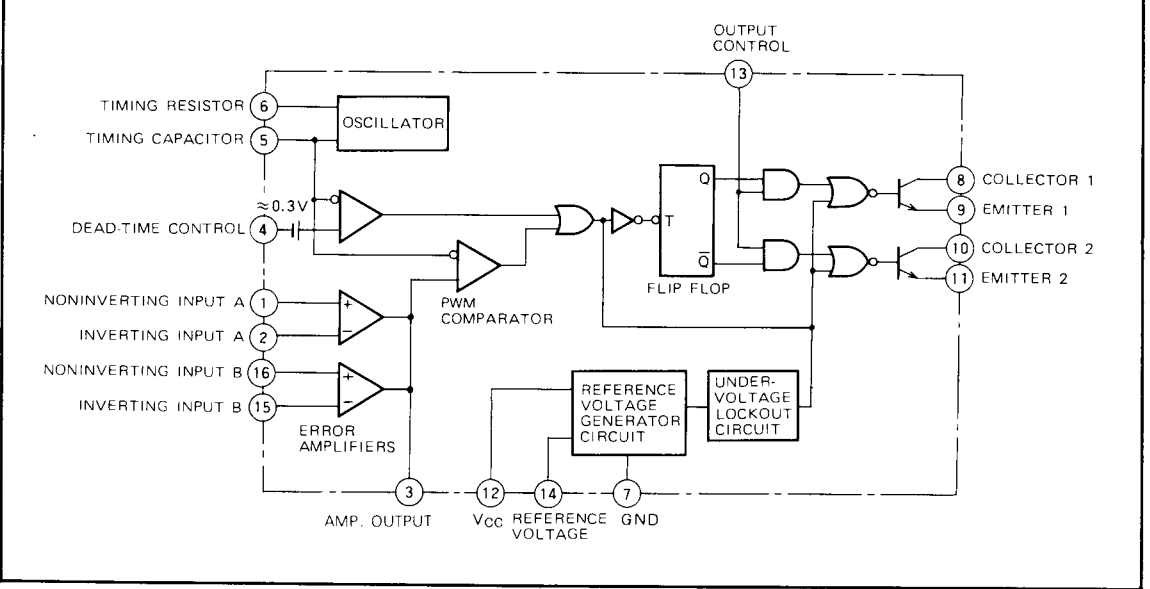 OUTPUT
CONTROL
13
TIMING RESISTOR 6
OSCILLATOR
TIMING CAPACITOR 5
≈0.3V
DEAD-TIME CONTROL 4
Q
T
Q̅
FLIP FLOP
8 COLLECTOR 1
9 EMITTER 1
10 COLLECTOR 2
11 EMITTER 2
PWM
COMPARATOR
NONINVERTING INPUT A 1
+
INVERTING INPUT A 2
−
NONINVERTING INPUT B 16
+
INVERTING INPUT B 15
−
ERROR
AMPLIFIERS
REFERENCE
VOLTAGE
GENERATOR
CIRCUIT
UNDER-
VOLTAGE
LOCKOUT
CIRCUIT
3
AMP. OUTPUT
12
VCC
14
REFERENCE
VOLTAGE
7
GND